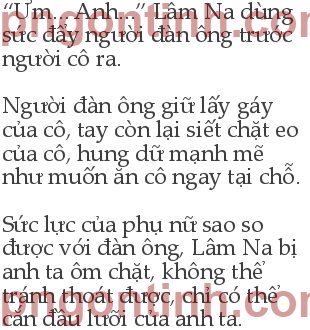 “Ưm... Anh...” Lâm Na dùng
sức đẩy người đàn ông trước
người cô ra.
Người đàn ông giữ lấy gáy
của cô, tay còn lại siết chặt eo
của cô, hung dữ mạnh mẽ
như muốn ăn cô ngay tại chỗ.
Sức lực của phụ nữ sao so
được với đàn ông, Lâm Na bị
anh ta ôm chặt, không thể
tránh thoát được, chỉ có thể
cắn đầu lưỡi của anh ta.